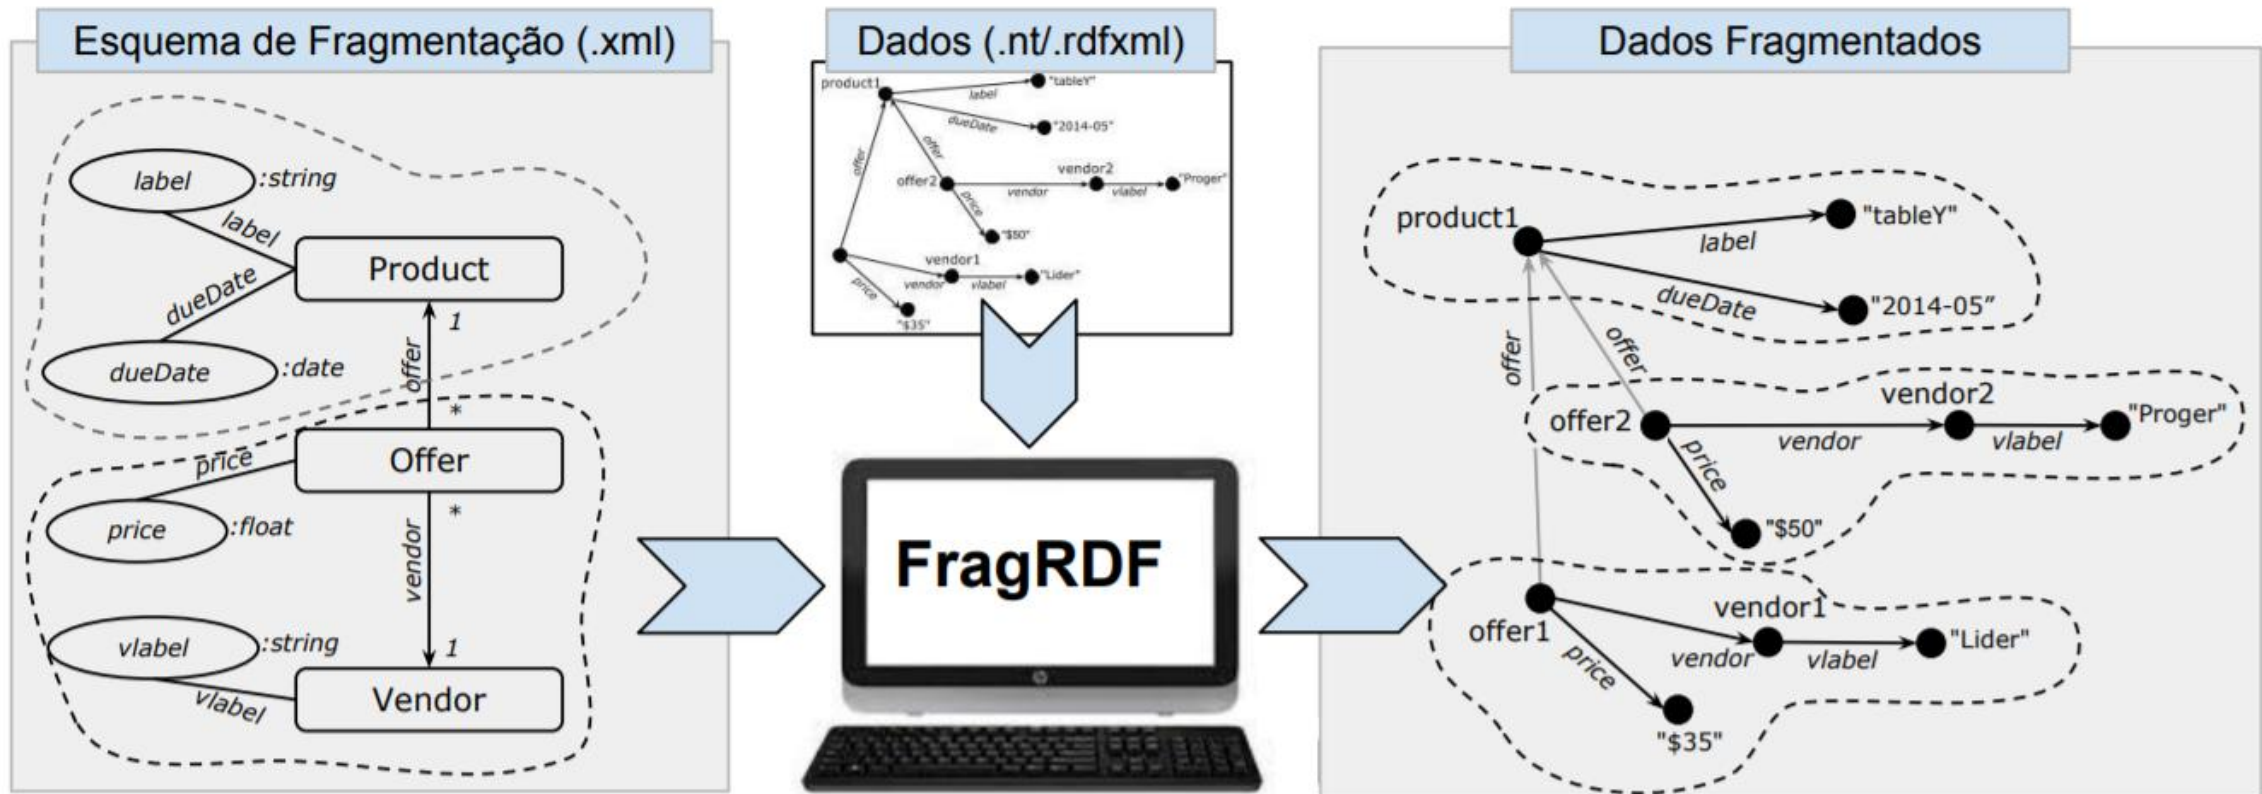 Esquema de Fragmentação (.xml)
label
:string
label
Product
dueDate
dueDate
:date
1
offer
*
Offer
price
price
:float
*
vendor
vlabel
:string
1
vlabel
Vendor
Dados (.nt/.rdfxml)
product1
"tableY"
label
dueDate
"2014-05"
offer
offer
offer2
vendor2
"Proger"
vendor
vlabel
price
"$50"
vendor1
"Lider"
vendor
vlabel
price
"$35"
FragRDF
Dados Fragmentados
product1
"tableY"
label
dueDate
"2014-05”
offer
offer
offer2
vendor2
"Proger"
vendor
vlabel
price
"$50"
offer1
vendor1
"Lider"
vendor
vlabel
price
"$35"